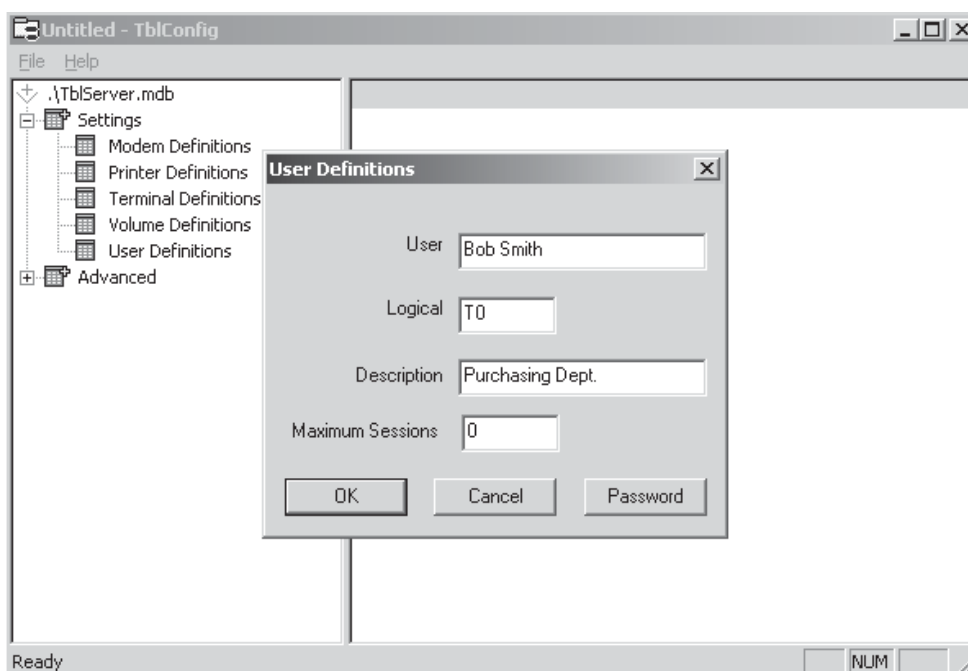 Untitled - TblConfig
File Help
.\TblServer.mdb
Settings
Modem Definitions
Printer Definitions
Terminal Definitions
Volume Definitions
User Definitions
Advanced
User Definitions
User Bob Smith
Logical T0
Description Purchasing Dept.
Maximum Sessions 0
OK Cancel Password
Ready NUM